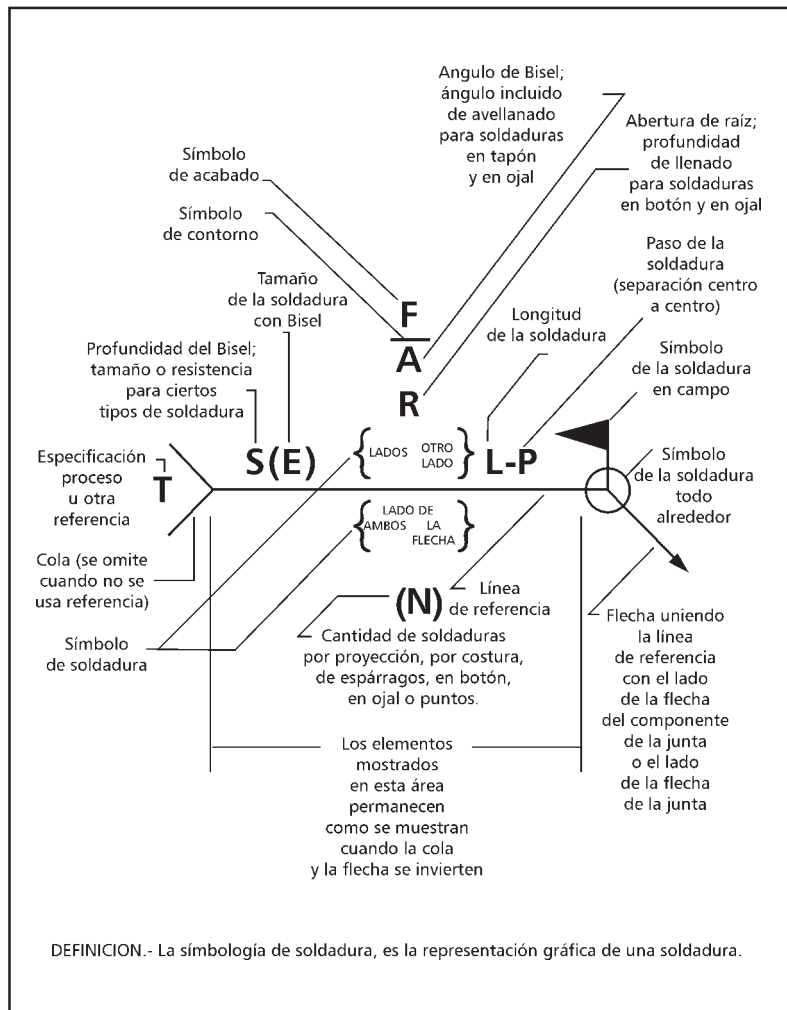 Angulo de Bisel;
ángulo incluido
de avellanado
para soldaduras
en tapón
y en ojal
Abertura de raíz;
profundidad
de llenado
para soldaduras
en botón y en ojal
Símbolo
de acabado
Símbolo
de contorno
Paso de la
soldadura
(separación centro
a centro)
Tamaño
de la soldadura
con Bisel
F
A
R
Longitud
de la soldadura
Profundidad del Bisel;
tamaño o resistencia
para ciertos
tipos de soldadura
Símbolo
de la soldadura
en campo
Especificación
proceso
u otra
referencia
T
S(E)
LADOS OTRO
LADO
L-P
Símbolo
de la soldadura
todo
alrededor
LADO DE
AMBOS LA
FLECHA
Cola (se omite
cuando no se
usa referencia)
(N)
Línea
de referencia
Símbolo
de soldadura
Cantidad de soldaduras
por proyección, por costura,
de espárragos, en botón,
en ojal o puntos.
Flecha uniendo
la línea
de referencia
con el lado
de la flecha
del componente
de la junta
o el lado
de la flecha
de la junta
Los elementos
mostrados
en esta área
permanecen
como se muestran
cuando la cola
y la flecha se invierten
DEFINICION.- La símbología de soldadura, es la representación gráfica de una soldadura.